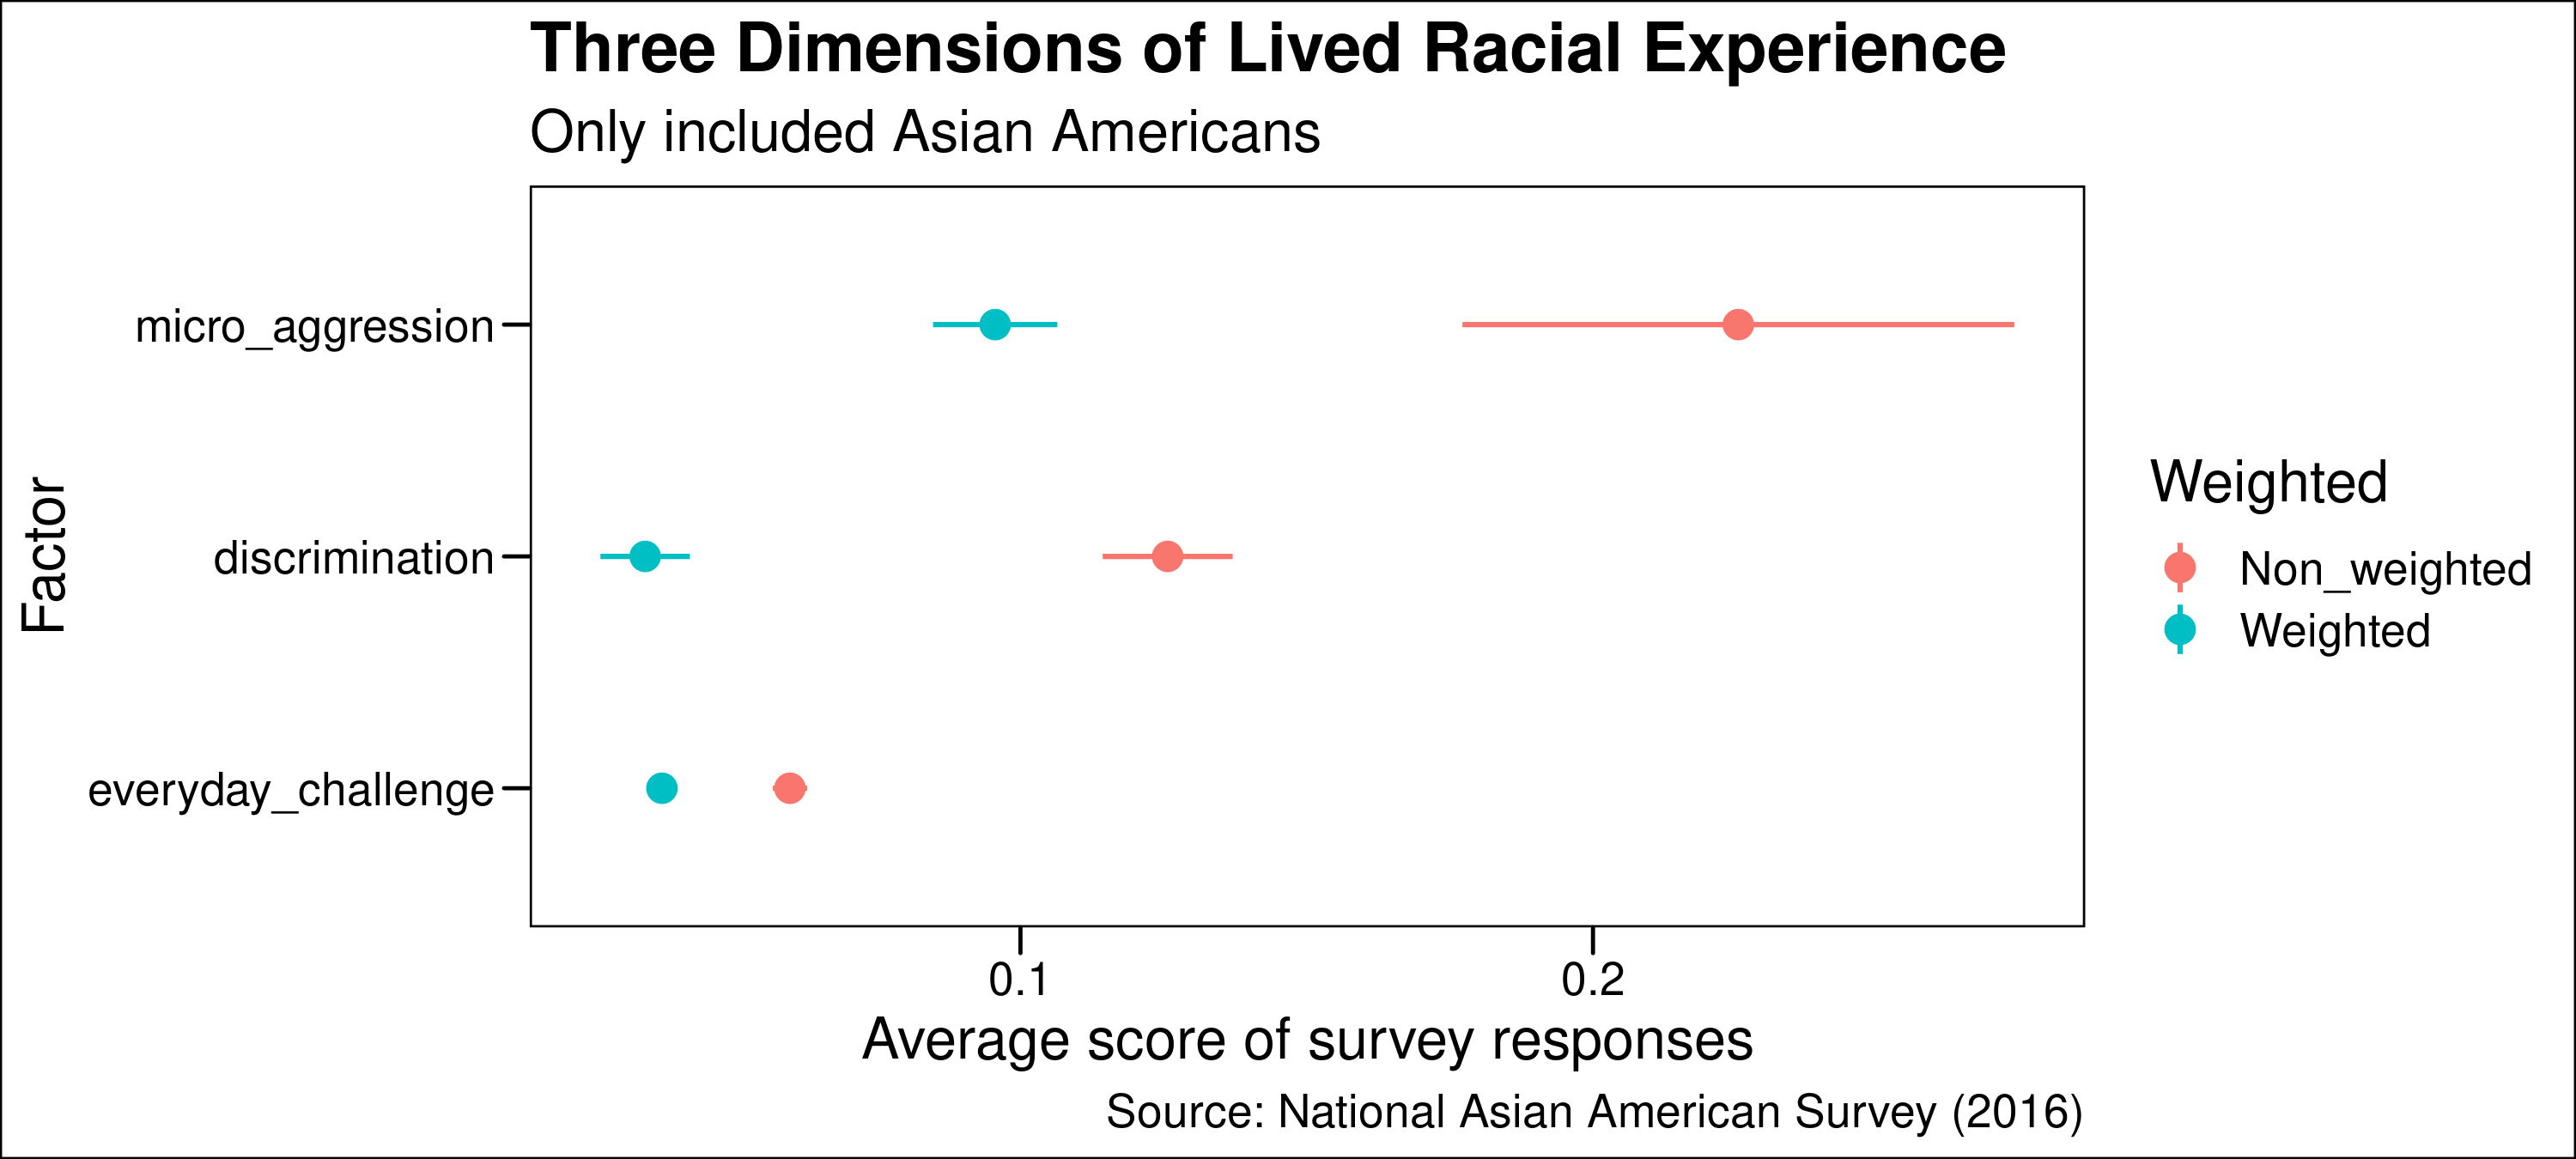 Three Dimensions of Lived Racial Experience
Only included Asian Americans
Factor
micro_aggression
discrimination
everyday_challenge
0.1
0.2
Average score of survey responses
Source: National Asian American Survey (2016)
Weighted
Non_weighted
Weighted